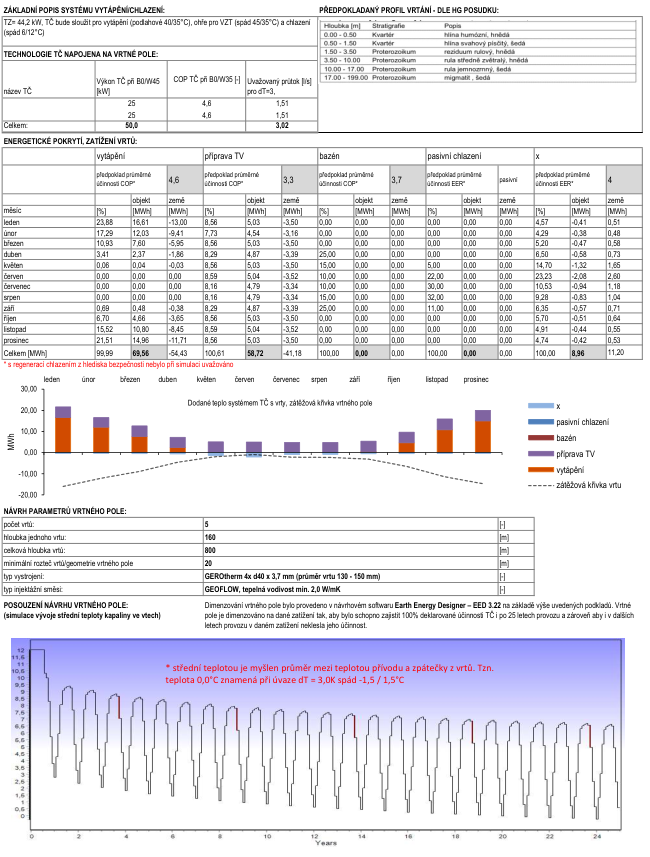 ZÁKLADNÍ POPIS SYSTÉMU VYTÁPĚNÍ/CHLAZENÍ:
TZ= 44,2 kW, TČ bude sloužit pro vytápění (podlahové 40/35°C), ohře pro VZT (spád 45/35°C) a chlazení
(spád 6/12°C)
PŘEDPOKLADANÝ PROFIL VRTÁNÍ - DLE HG POSUDKU:
Hloubka [m] Stratigrafie Popis
0.00 - 0.50 Kvartér hlína humózní, hnědá
0.50 - 1.50 Kvartér hlína svahový písčitý, šedá
1.50 - 3.50 Proterozoikum reziduum rulový, hnědá
3.50 - 10.00 Proterozoikum rula středně zvětralý, hnědá
10.00 - 17.00 Proterozoikum rula jemnozrnný, šedá
17.00 - 199.00 Proterozoikum migmatit , šedá
TECHNOLOGIE TČ NAPOJENA NA VRTNÉ POLE:
název TČ Výkon TČ při B0/W45 [kW] COP TČ při B0/W35 [-] Uvažovaný průtok [l/s] pro dT=3,
25 4,6 1,51
25 4,6 1,51
Celkem: 50,0 3,02
ENERGETICKÉ POKRYTÍ, ZATÍŽENÍ VRTŮ:
vytápění příprava TV bazén pasivní chlazení x
předpoklad průměrné účinnosti COP* 4,6 předpoklad průměrné účinnosti COP* 3,3 předpoklad průměrné účinnosti COP* 3,7 předpoklad průměrné účinnosti EER* pasivní předpoklad průměrné účinnosti EER* 4
objekt země objekt země objekt země objekt země objekt země
měsíc [%] [MWh] [MWh] [%] [MWh] [MWh] [%] [MWh] [MWh] [%] [MWh] [MWh] [%] [MWh] [MWh]
leden 23,88 16,61 -13,00 8,56 5,03 -3,50 0,00 0,00 0,00 0,00 0,00 0,00 4,57 -0,41 0,51
únor 17,29 12,03 -9,41 7,73 4,54 -3,16 0,00 0,00 0,00 0,00 0,00 0,00 4,29 -0,38 0,48
březen 10,93 7,60 -5,95 8,56 5,03 -3,50 0,00 0,00 0,00 0,00 0,00 0,00 5,20 -0,47 0,58
duben 3,41 2,37 -1,86 8,29 4,87 -3,39 25,00 0,00 0,00 0,00 0,00 0,00 6,50 -0,58 0,73
květen 0,06 0,04 -0,03 8,56 5,03 -3,50 15,00 0,00 0,00 5,00 0,00 0,00 14,70 -1,32 1,65
červen 0,00 0,00 0,00 8,59 5,04 -3,52 10,00 0,00 0,00 22,00 0,00 0,00 23,23 -2,08 2,60
červenec 0,00 0,00 0,00 8,16 4,79 -3,34 10,00 0,00 0,00 30,00 0,00 0,00 10,53 -0,94 1,18
srpen 0,00 0,00 0,00 8,16 4,79 -3,34 15,00 0,00 0,00 32,00 0,00 0,00 9,28 -0,83 1,04
září 0,69 0,48 -0,38 8,29 4,87 -3,39 25,00 0,00 0,00 11,00 0,00 0,00 6,35 -0,57 0,71
říjen 6,70 4,66 -3,65 8,56 5,03 -3,50 0,00 0,00 0,00 0,00 0,00 0,00 5,70 -0,51 0,64
listopad 15,52 10,80 -8,45 8,59 5,04 -3,52 0,00 0,00 0,00 0,00 0,00 0,00 4,91 -0,44 0,55
prosinec 21,51 14,96 -11,71 8,56 5,03 -3,50 0,00 0,00 0,00 0,00 0,00 0,00 4,74 -0,42 0,53
Celkem [MWh] 99,99 69,56 -54,43 100,61 58,72 -41,18 100,00 0,00 0,00 100,00 0,00 0,00 100,00 8,96 11,20
* s regenerací chlazením z hlediska bezpečnosti nebylo při simulaci uvažováno
leden únor březen duben květen červen červenec srpen září říjen listopad prosinec
Dodané teplo systémem TČ s vrty, zátěžová křivka vrtného pole
MWh
30,00
20,00
10,00
0,00
-10,00
-20,00
x
pasivní chlazení
bazén
příprava TV
vytápění
zátěžová křivka vrtu
NÁVRH PARAMETRŮ VRTNÉHO POLE:
počet vrtů: 5 [-]
hloubka jednoho vrtu: 160 [m]
celková hloubka vrtů: 800 [m]
minimální rozteč vrtů/geometrie vrtného pole 20 [m]
typ vystrojení: GEROtherm 4x d40 x 3,7 mm (průměr vrtu 130 - 150 mm) [-]
typ injektážní směsi: GEOFLOW, tepelná vodivost min. 2,0 W/mK [-]
POSOUZENÍ NÁVRHU VRTNÉHO POLE:
(simulace vývoje střední teploty kapaliny ve vtech)
Dimenzování vrtného pole bylo provedeno v návrhovém softwaru Earth Energy Designer – EED 3.22 na základě výše uvedených podkladů. Vrtné
pole je dimenzováno na dané zatížení tak, aby bylo schopno zajistit 100% deklarované účinnosti TČ i po 25 letech provozu a zároveň aby i v dalších
letech provozu v daném zatížení neklesla jeho účinnost.
* střední teplotou je myšlen průměr mezi teplotou přívodu a zpátečky z vrtů. Tzn.
teplota 0,0°C znamená při úvaze dT = 3,0K spád -1,5 / 1,5°C
12
11,5
11
10,5
10
9,5
9
8,5
8
7,5
7
6,5
6
5,5
5
4,5
4
3,5
3
2,5
2
1,5
1
0,5
0
0 2 4 6 8 10 12 14 16 18 20 22 24
Years